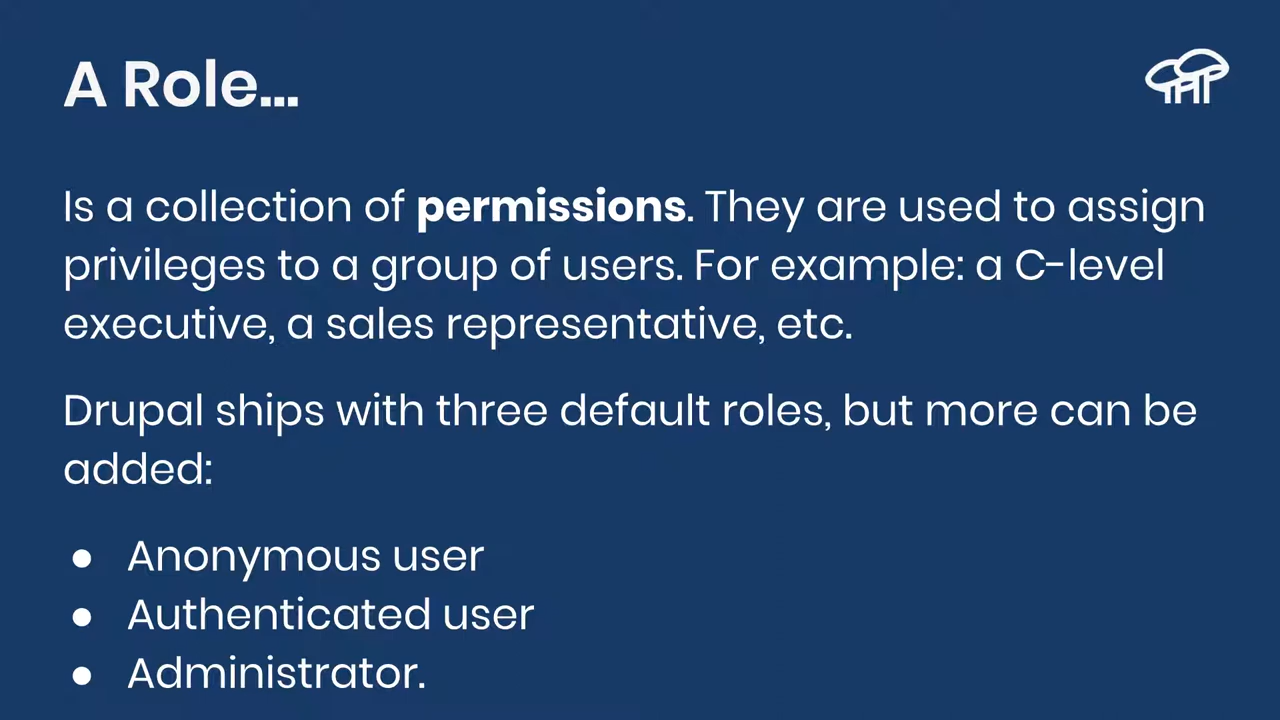 A Role...
Is a collection of permissions. They are used to assign
privileges to a group of users. For example: a C-level
executive, a sales representative, etc.
Drupal ships with three default roles, but more can be
added:
● Anonymous user
● Authenticated user
● Administrator.